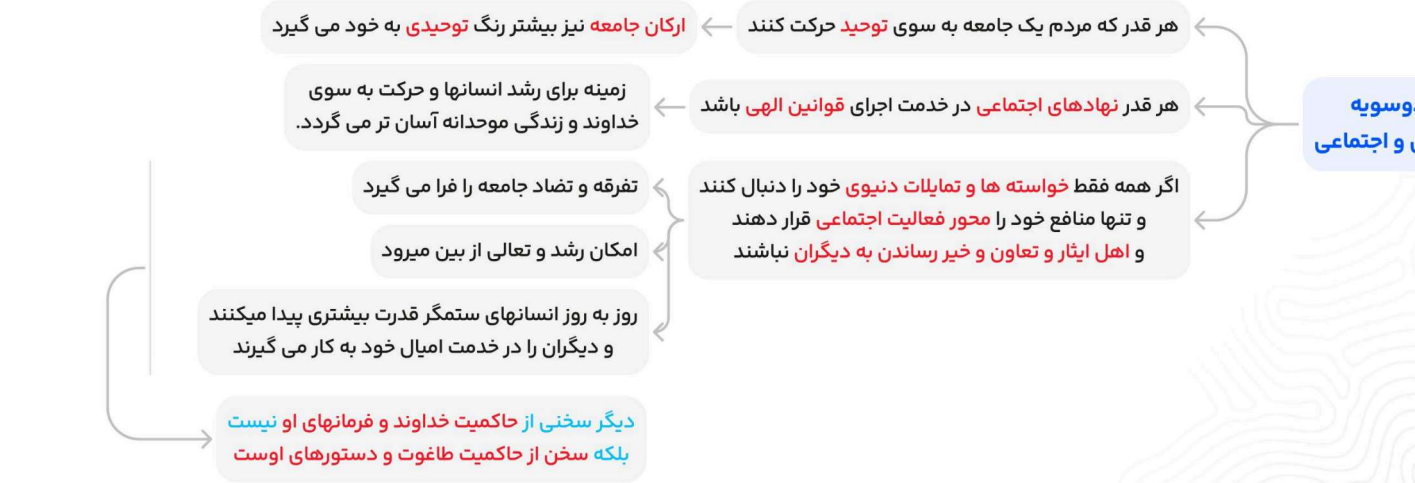 هر قدر که مردم یک جامعه به سوی توحید حرکت کنند
ارکان جامعه نیز بیشتر رنگ توحیدی به خود می گیرد
هر قدر نهادهای اجتماعی در خدمت اجرای قوانین الهی باشد
زمینه برای رشد انسانها و حرکت به سوی
خداوند و زندگی موحدانه آسان تر می گردد.
و اجتماعی
اگر همه فقط خواسته ها و تمایلات دنیوی خود را دنبال کنند
و تنها منافع خود را محور فعالیت اجتماعی قرار دهند
و اهل ایثار و تعاون و خیر رساندن به دیگران نباشند
تفرقه و تضاد جامعه را فرا می گیرد
امکان رشد و تعالی از بین میرود
روز به روز انسانهای ستمگر قدرت بیشتری پیدا میکنند
و دیگران را در خدمت امیال خود به کار می گیرند
دیگر سخنی از حاکمیت خداوند و فرمانهای او نیست
بلکه سخن از حاکمیت طاغوت و دستورهای اوست